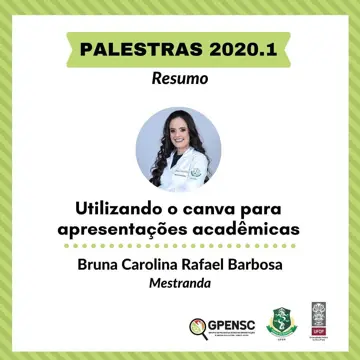 PALESTRAS 2020.1
Resumo
Utilizando o canva para
apresentações acadêmicas
Bruna Carolina Rafael Barbosa
Mestranda
GPENSC